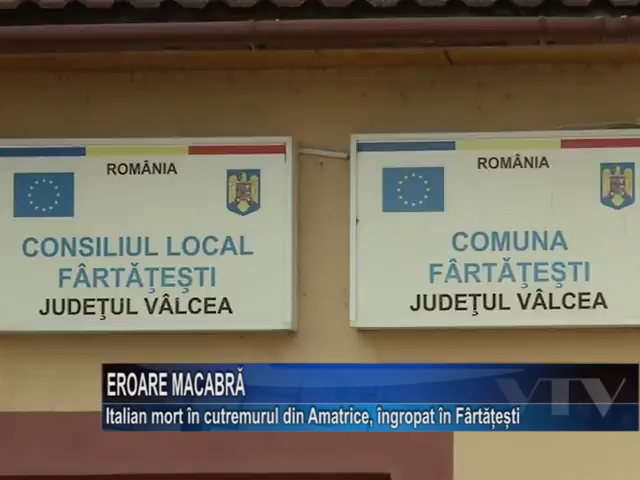 ROMÂNIA
CONSILIUL LOCAL
FÂRTĂŢEŞTI
JUDEŢUL VÂLCEA
ROMÂNIA
COMUNA
FÂRTĂŢEŞTI
JUDEŢUL VÂLCEA
EROARE MACABRĂ
Italian mort în cutremurul din Amatrice, îngropat în Fârtățești
VTV